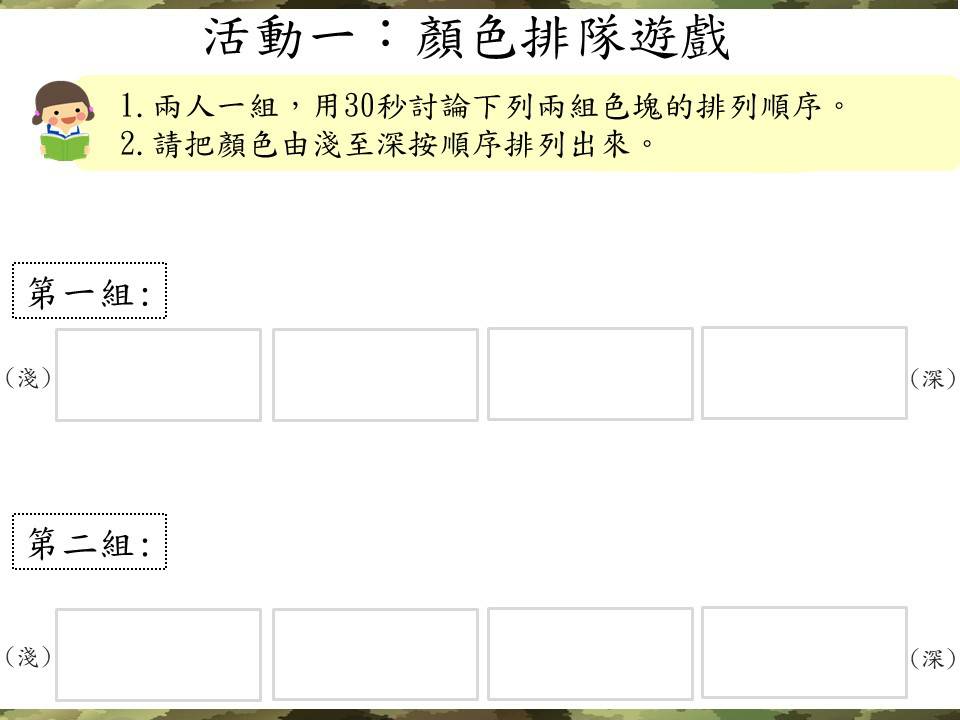 活動一：顏色排隊遊戲
1.兩人一組，用30秒討論下列兩組色塊的排列順序。
2.請把顏色由淺至深按順序排列出來。
第一組:
(淺)
(深)
第二組:
(淺)
(深)